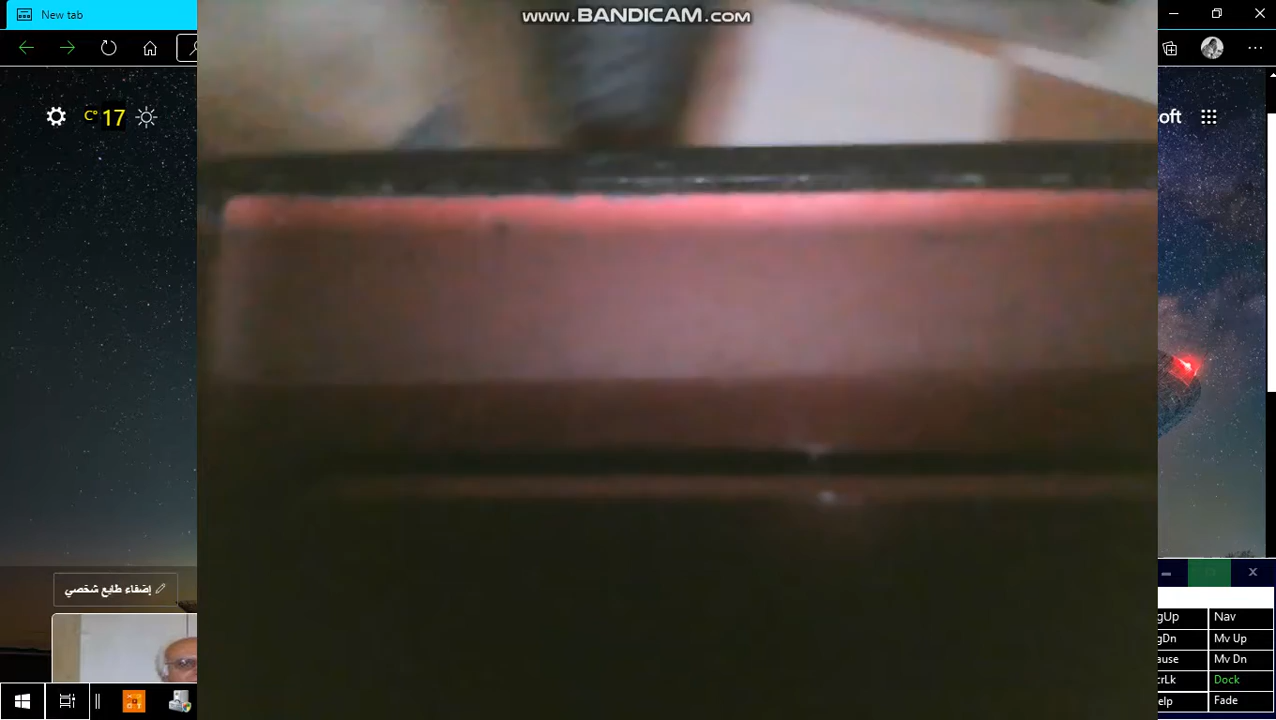 New tab
www.BANDICAM.com
C° 17
soft
إضفاء طابع شخصي
gUp
Nav
gDn
Mv Up
ause
Mv Dn
crLk
Dock
elp
Fade